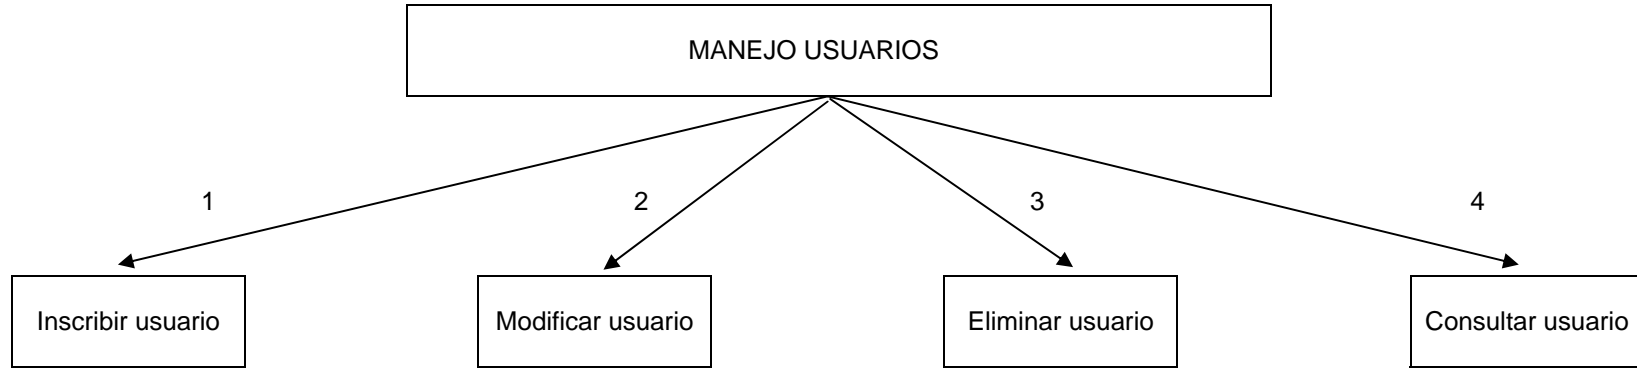 MANEJO USUARIOS
1
2
3
4
Inscribir usuario
Modificar usuario
Eliminar usuario
Consultar usuario